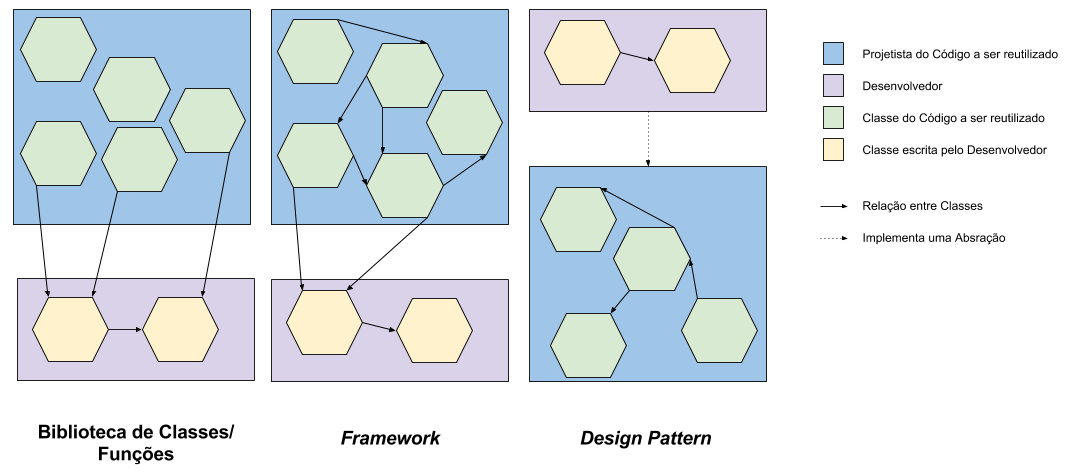 Projetista do Código a ser reutilizado
Desenvolvedor
Classe do Código a ser reutilizado
Classe escrita pelo Desenvolvedor
Relação entre Classes
Implementa uma Absração
Biblioteca de Classes/
Funções
Framework
Design Pattern